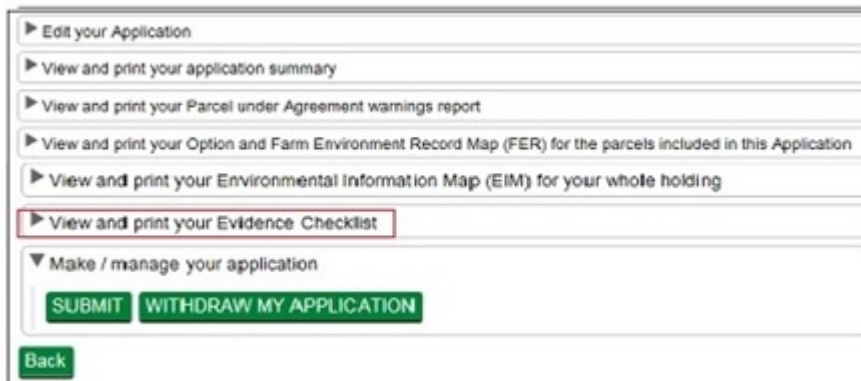 Edit your Application
View and print your application summary
View and print your Parcel under Agreement warnings report
View and print your Option and Farm Environment Record Map (FER) for the parcels included in this Application
View and print your Environmental Information Map (EIM) for your whole holding
View and print your Evidence Checklist
Make / manage your application
SUBMIT WITHDRAW MY APPLICATION
Back